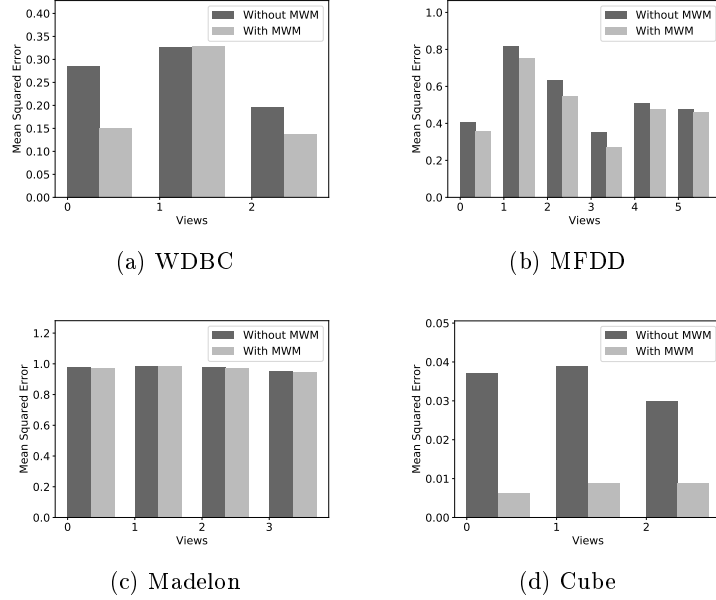 Without MWM
With MWM
Mean Squared Error
0.40
0.35
0.30
0.25
0.20
0.15
0.10
0.05
0.00
0 1 2
Views
(a) WDBC
Without MWM
With MWM
Mean Squared Error
1.0
0.8
0.6
0.4
0.2
0.0
0 1 2 3 4 5
Views
(b) MFDD
Without MWM
With MWM
Mean Squared Error
1.2
1.0
0.8
0.6
0.4
0.2
0.0
0 1 2 3
Views
(c) Madelon
Without MWM
With MWM
Mean Squared Error
0.05
0.04
0.03
0.02
0.01
0.00
0 1 2
Views
(d) Cube